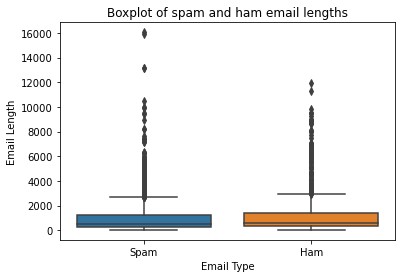 Boxplot of spam and ham email lengths
16000
14000
12000
10000
8000
6000
4000
2000
0
Email Length
Spam
Ham
Email Type